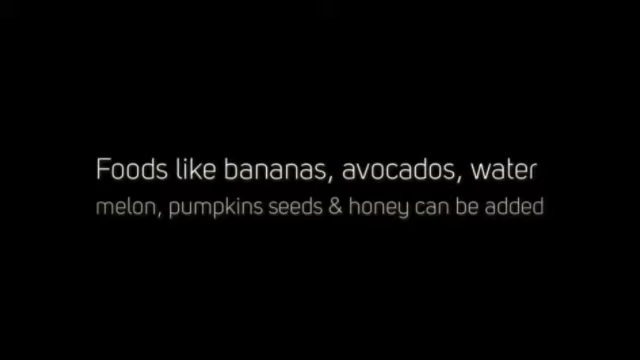 Foods like bananas, avocados, water
melon, pumpkins seeds & honey can be added